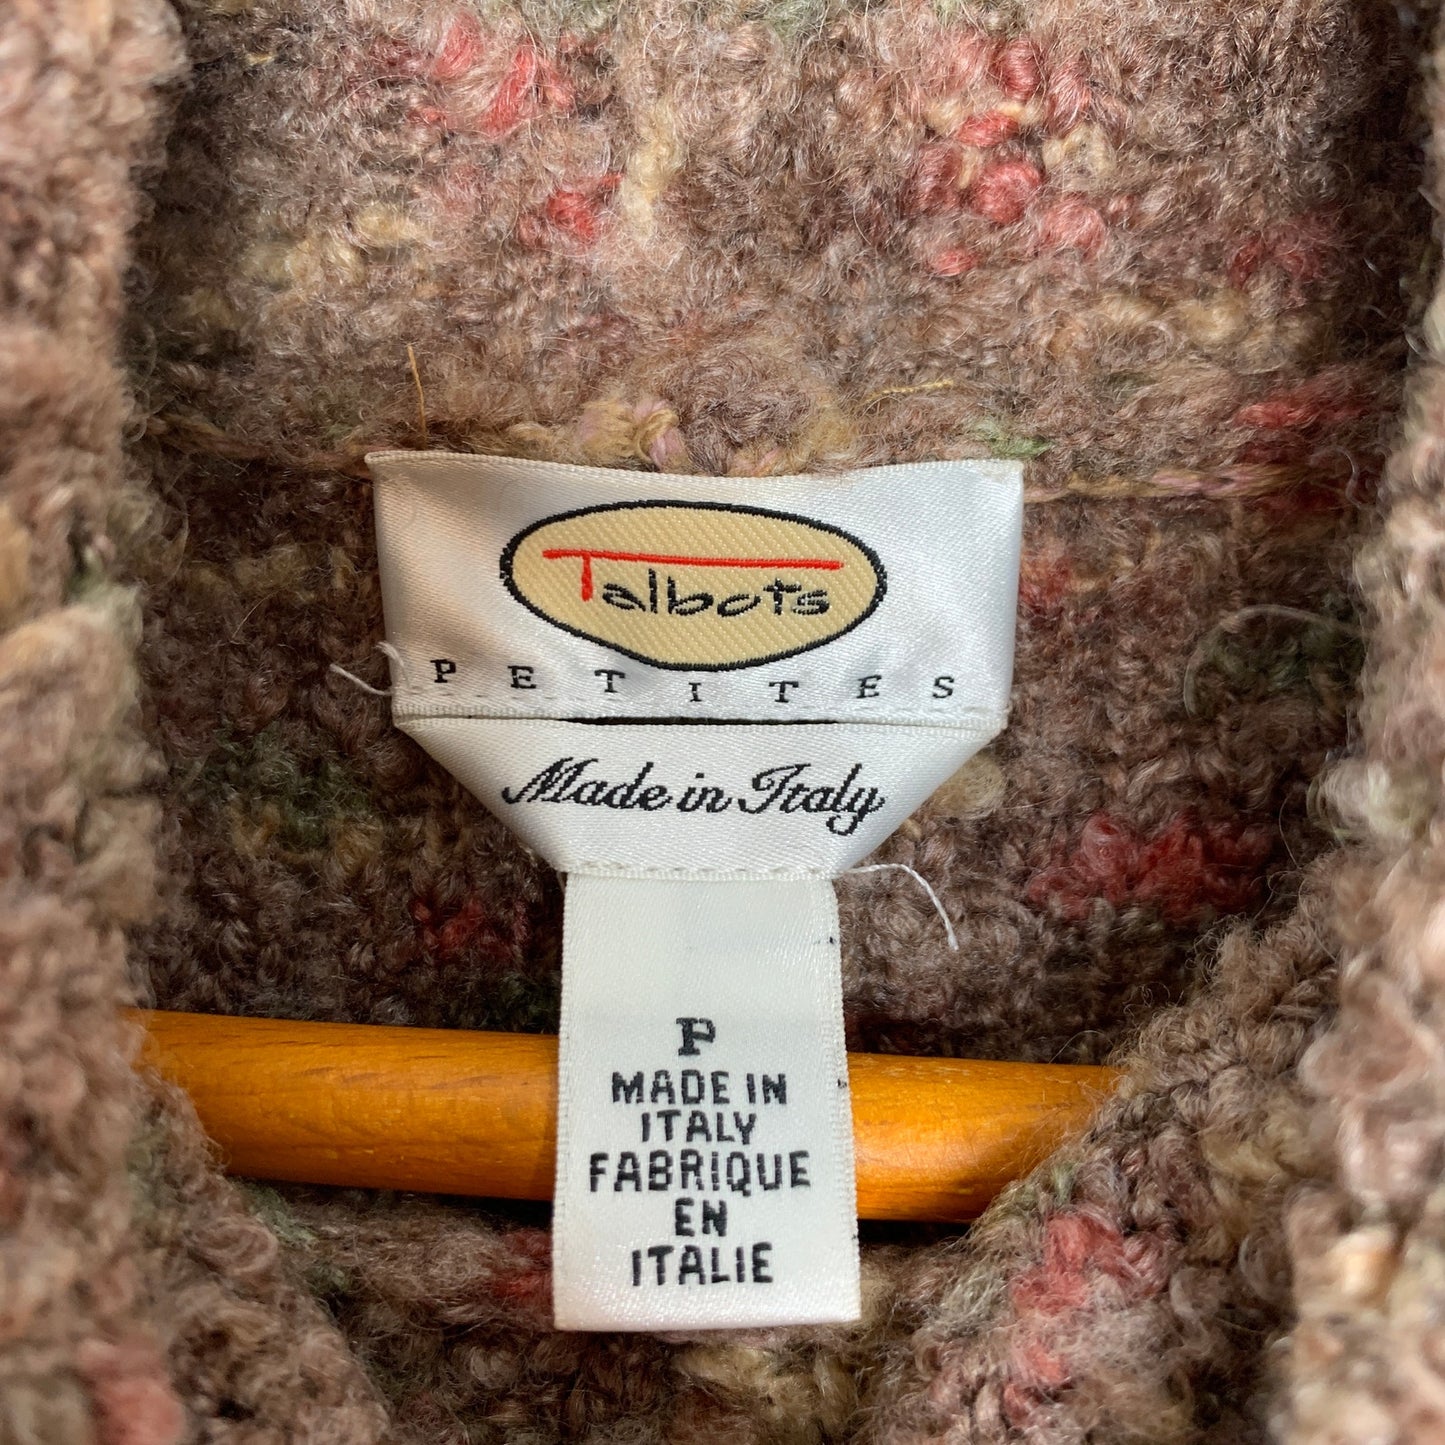 Talbots
PETITES
Made in Italy
P
MADE IN
ITALY
FABRIQUE
EN
ITALIE